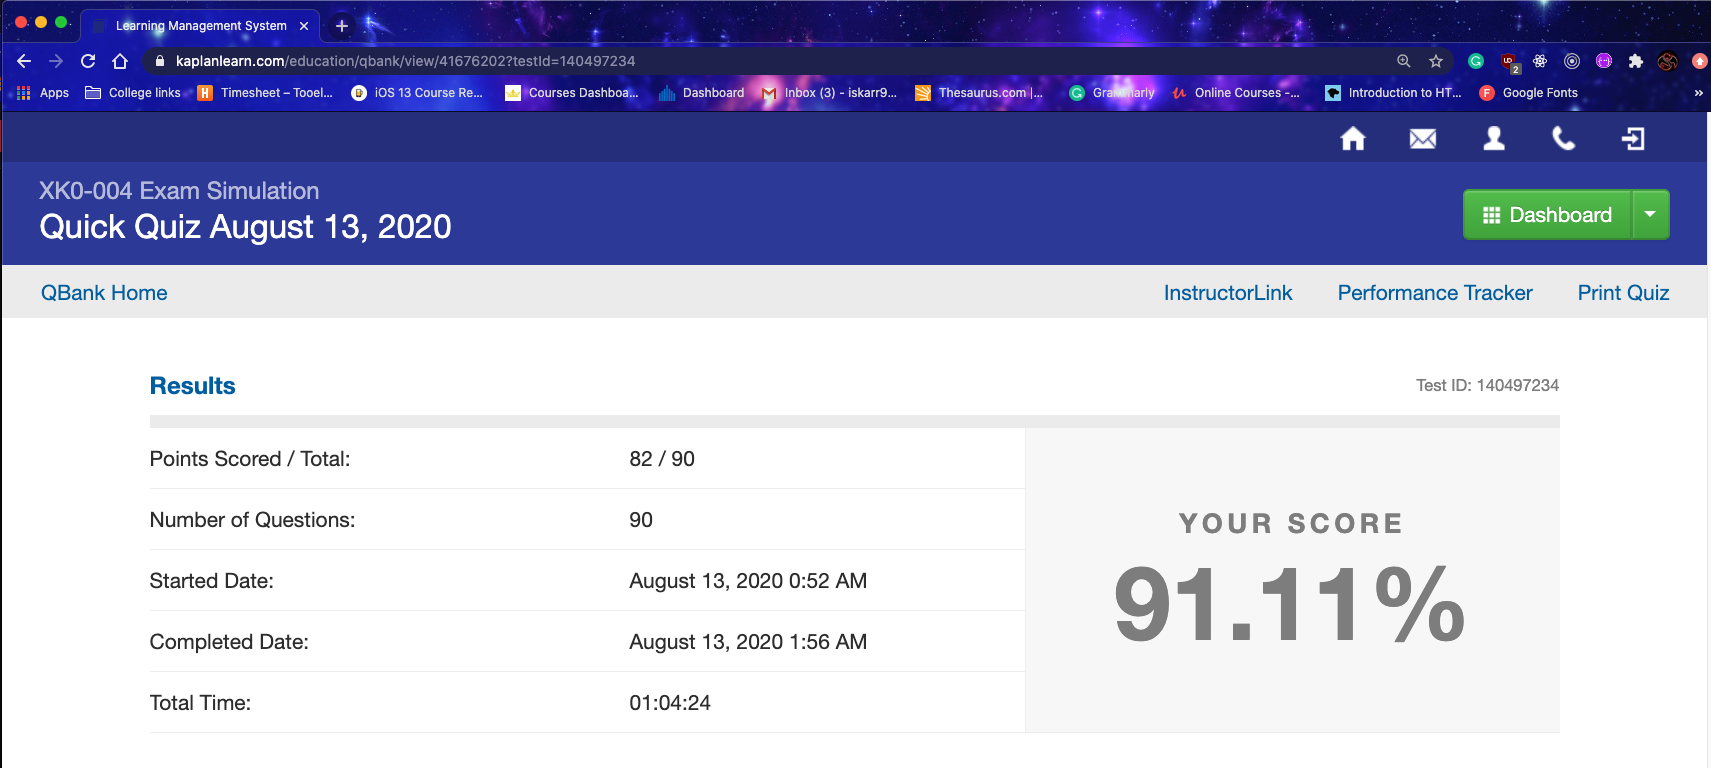 Learning Management System
kaplanlearn.com/education/qbank/view/41676202?testId=140497234
UD 2
Apps College links H Timesheet – Tooel... iOS 13 Course Re... Courses Dashboa... Dashboard Inbox (3) - iskarr9... Thesaurus.com |... G Grammarly Online Courses -... Introduction to HT... F Google Fonts »
XK0-004 Exam Simulation
Quick Quiz August 13, 2020
Dashboard
QBank Home InstructorLink Performance Tracker Print Quiz
Results Test ID: 140497234
Points Scored / Total: 82 / 90
Number of Questions: 90
YOUR SCORE
Started Date: August 13, 2020 0:52 AM
91.11%
Completed Date: August 13, 2020 1:56 AM
Total Time: 01:04:24